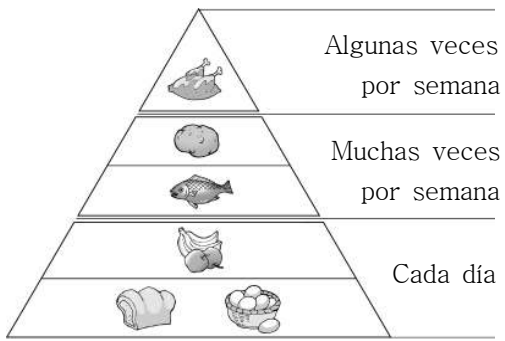 Algunas veces
por semana
Muchas veces
por semana
Cada día